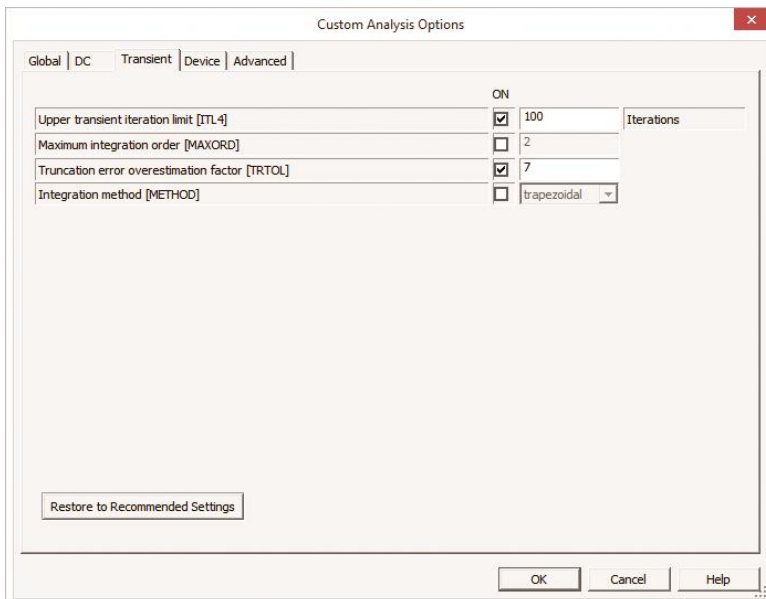 Custom Analysis Options
Global DC Transient Device Advanced
ON
Upper transient iteration limit [ITL4] 100 Iterations
Maximum integration order [MAXORD] 2
Truncation error overestimation factor [TRTOL] 7
Integration method [METHOD] trapezoidal
Restore to Recommended Settings
OK Cancel Help